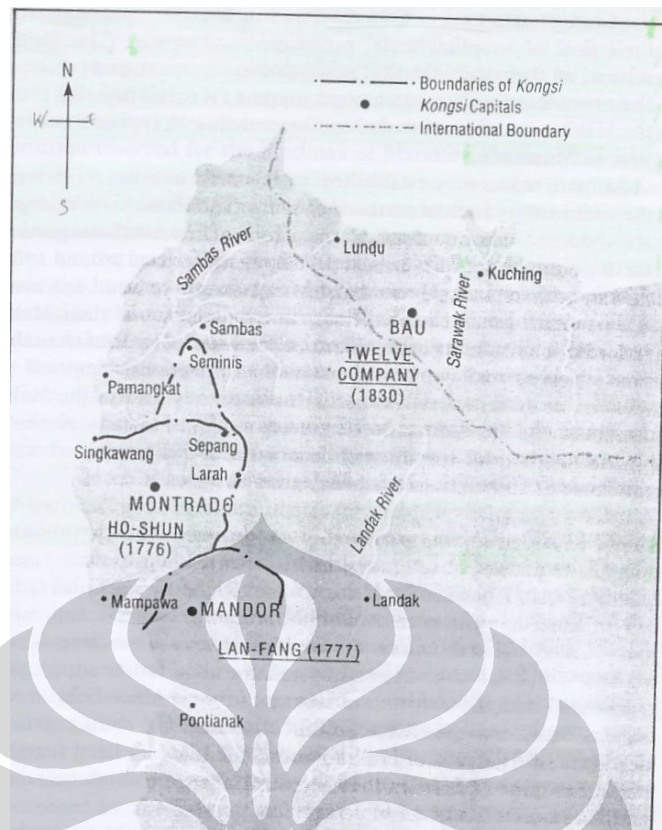 N
W E
S
Boundaries of Kongsi
Kongsi Capitals
International Boundary
Sambas River
Lundu
Kuching
Sarawak River
Sambas
BAU
Seminis
TWELVE-
COMPANY
(1830)
Pamangkat
Singkawang
Sepang
Larah
MONTRADO
HO-SHUN
(1776)
Landak River
Mampawa
MANDOR
Landak
LAN-FANG (1777)
Pontianak